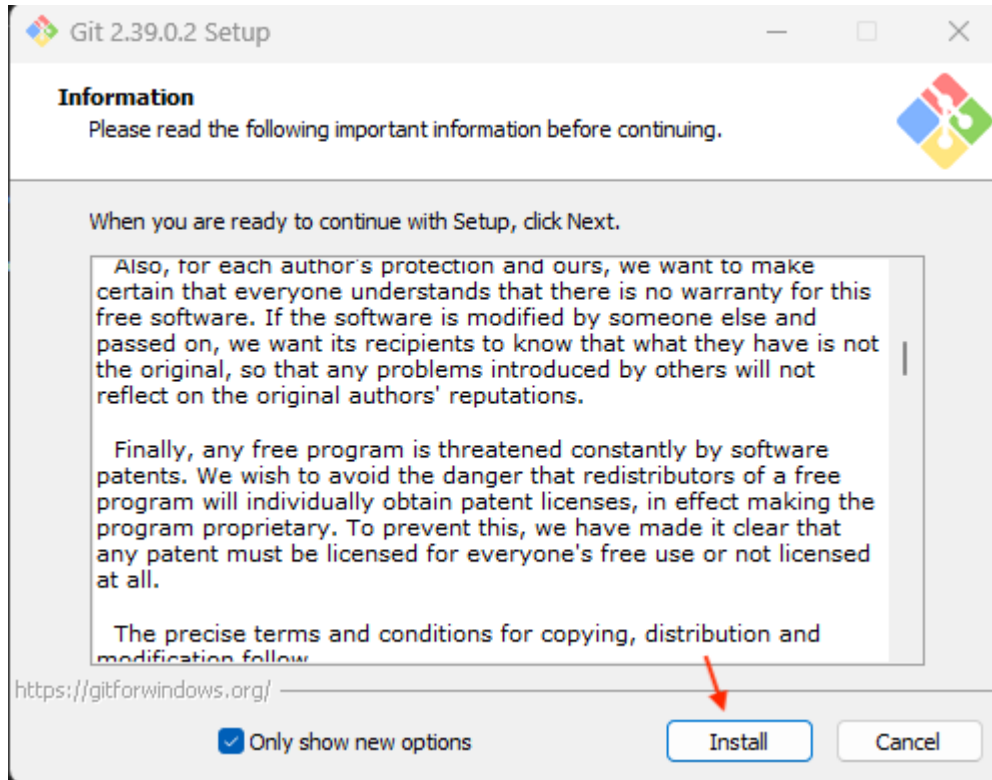 Git 2.39.0.2 Setup
Information
Please read the following important information before continuing.
When you are ready to continue with Setup, click Next.
Also, for each author's protection and ours, we want to make
certain that everyone understands that there is no warranty for this
free software. If the software is modified by someone else and
passed on, we want its recipients to know that what they have is not
the original, so that any problems introduced by others will not
reflect on the original authors' reputations.
Finally, any free program is threatened constantly by software
patents. We wish to avoid the danger that redistributors of a free
program will individually obtain patent licenses, in effect making the
program proprietary. To prevent this, we have made it clear that
any patent must be licensed for everyone's free use or not licensed
at all.
The precise terms and conditions for copying, distribution and
modification follow.
https://gitforwindows.org/
Only show new options
Install
Cancel